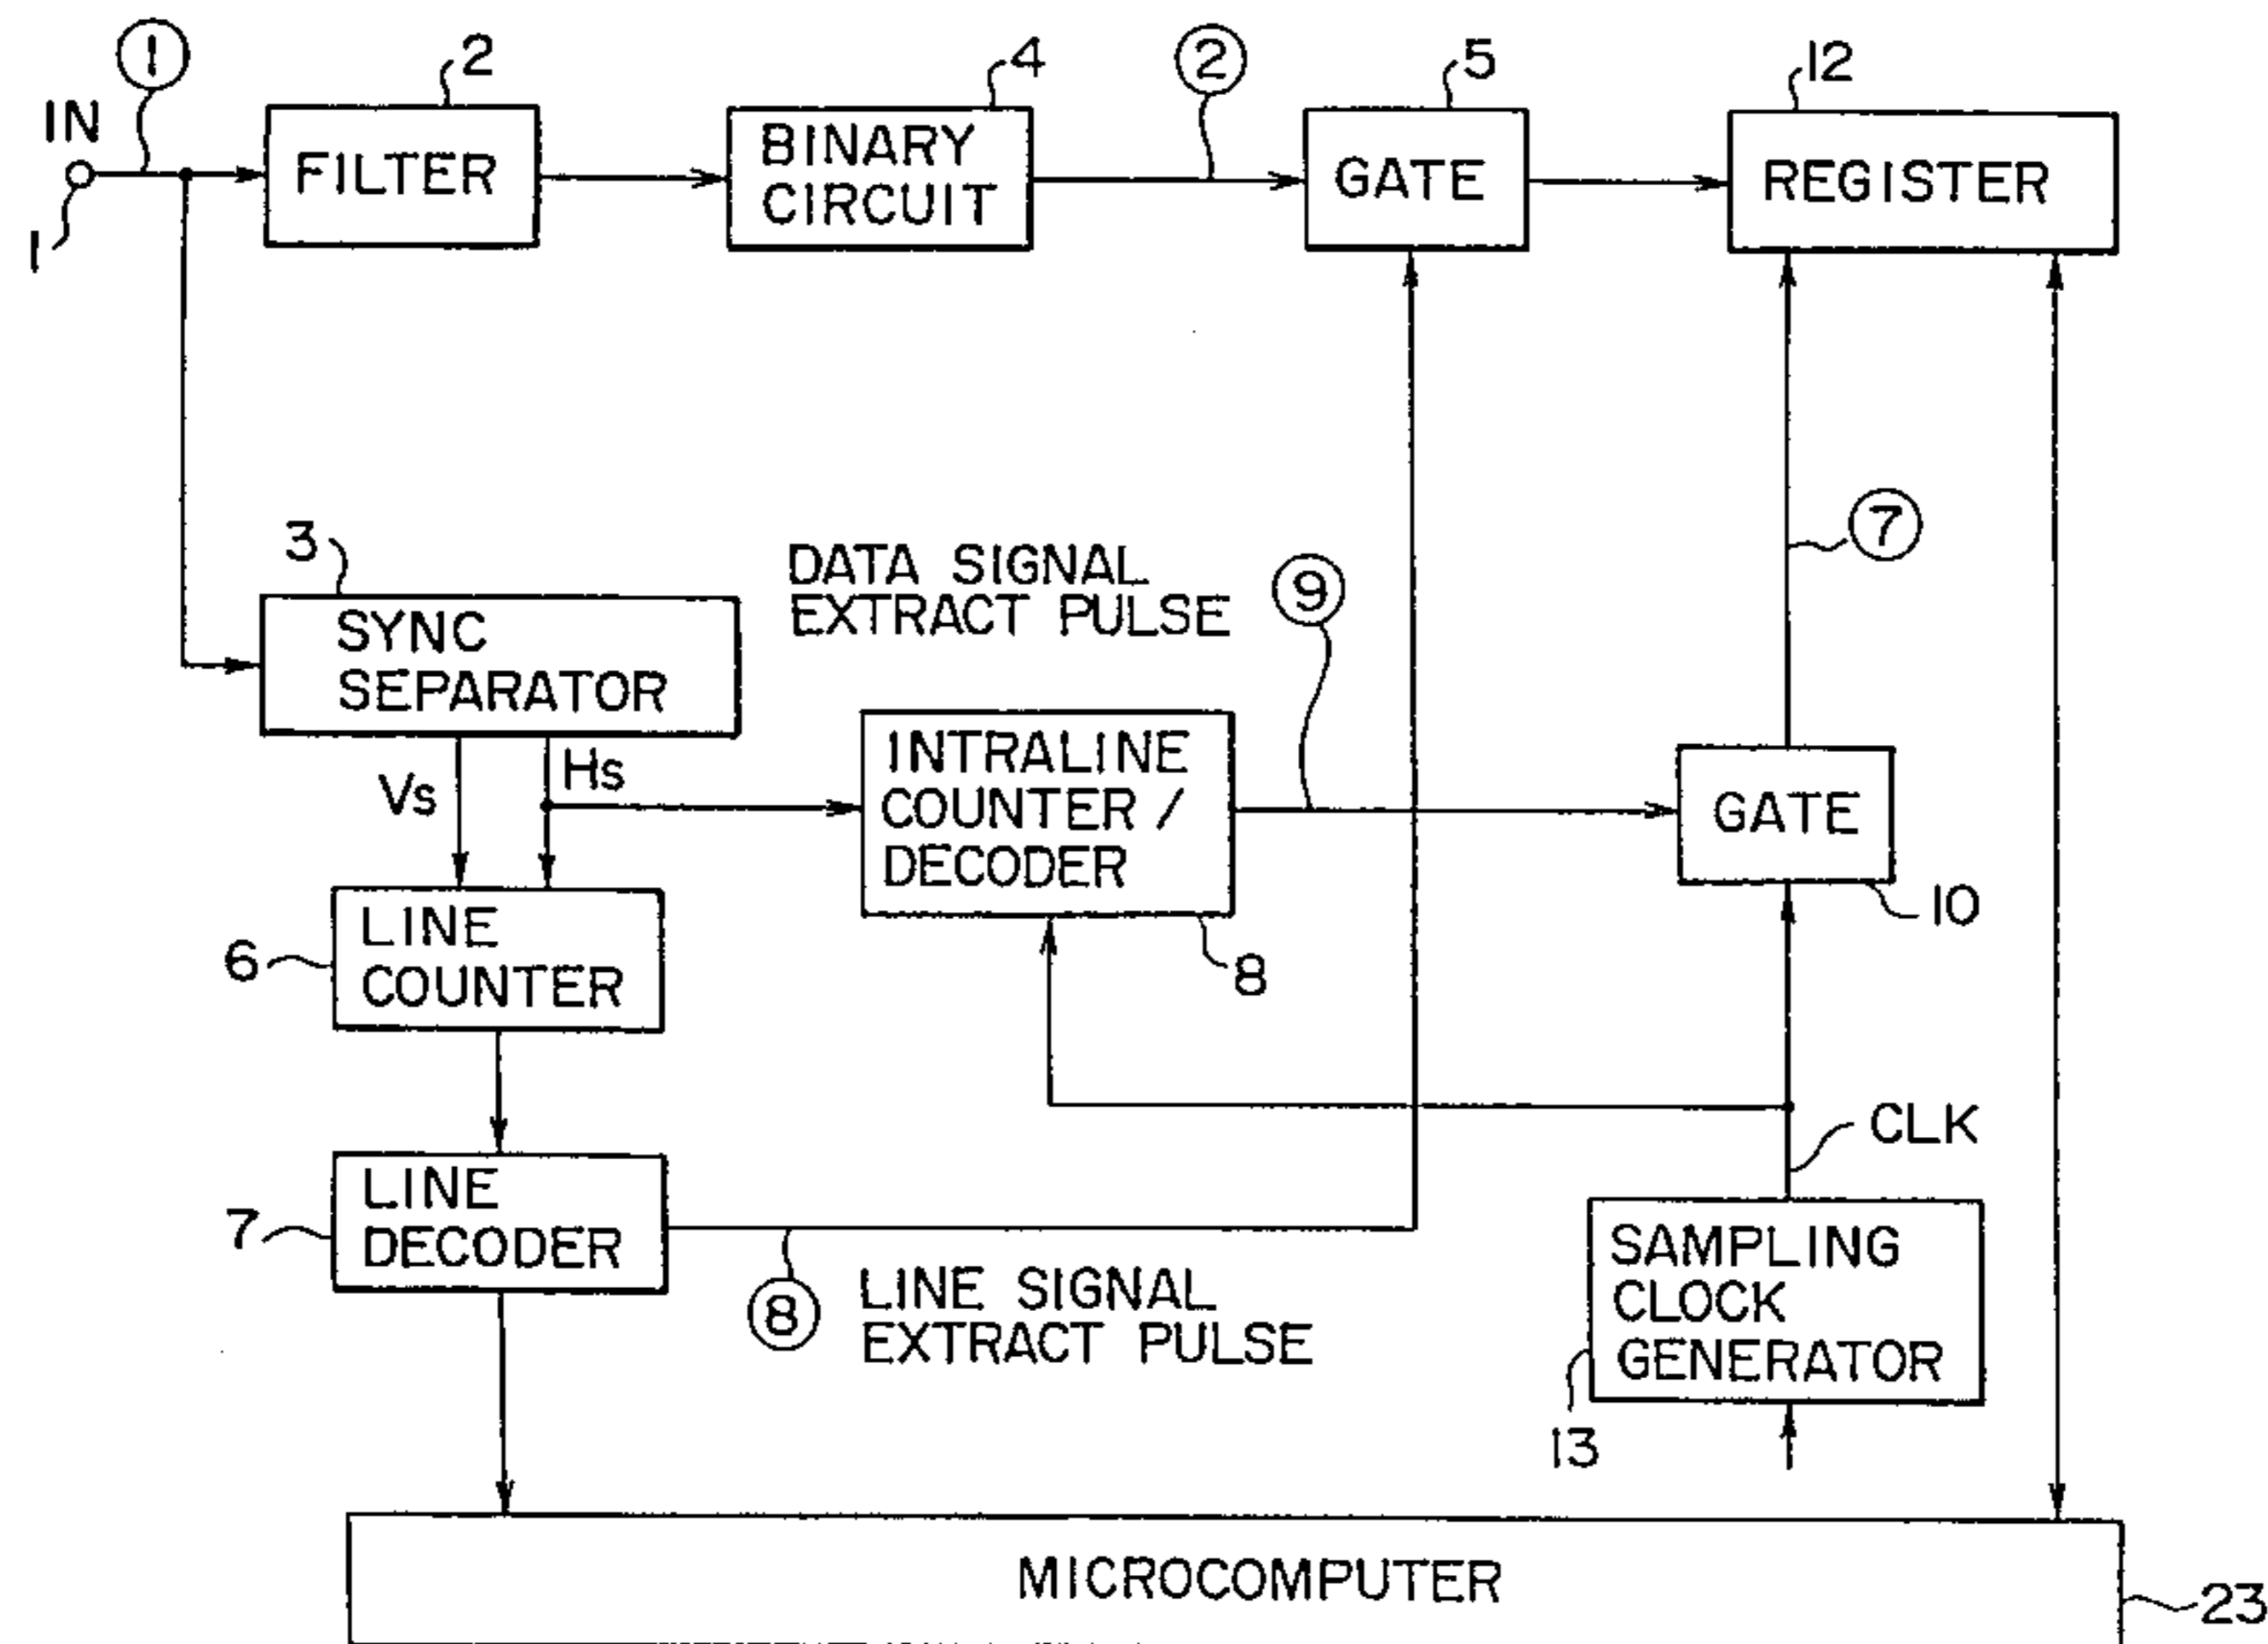 ①
2
4
②
5
12
IN
1
FILTER
BINARY
CIRCUIT
GATE
REGISTER
3
SYNC
SEPARATOR
DATA SIGNAL
EXTRACT PULSE
⑨
⑦
Vs
Hs
INTRALINE
COUNTER /
DECODER
8
GATE
10
6
LINE
COUNTER
CLK
7
LINE
DECODER
⑧
LINE SIGNAL
EXTRACT PULSE
SAMPLING
CLOCK
GENERATOR
13
MICROCOMPUTER
23